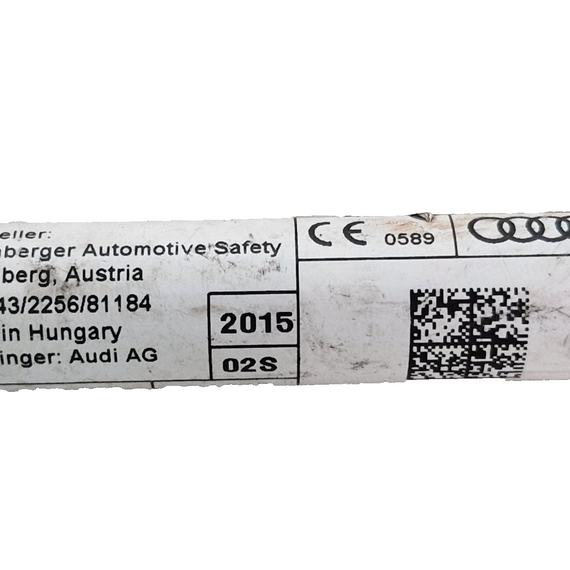 eller:
nberger Automotive Safety
berg, Austria
43/2256/81184
in Hungary
inger: Audi AG
2015
02S
CE 0589